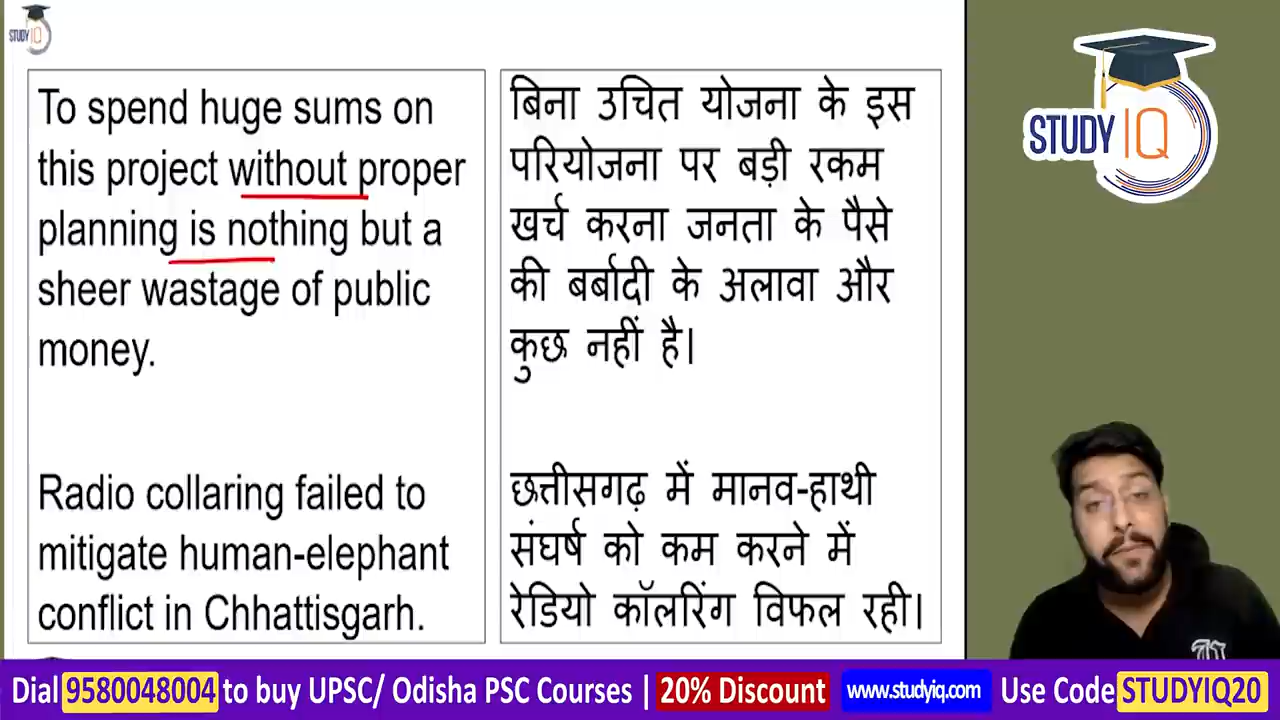 STUDY IQ
To spend huge sums on
this project without proper
planning is nothing but a
sheer wastage of public
money.
Radio collaring failed to
mitigate human-elephant
conflict in Chhattisgarh.
बिना उचित योजना के इस
परियोजना पर बड़ी रकम
खर्च करना जनता के पैसे
की बर्बादी के अलावा और
कुछ नहीं है।
छत्तीसगढ़ में मानव-हाथी
संघर्ष को कम करने में
रेडियो कॉलरिंग विफल रही।
STUDY IQ
Dial 9580048004 to buy UPSC/ Odisha PSC Courses | 20% Discount www.studyiq.com Use Code STUDYIQ20